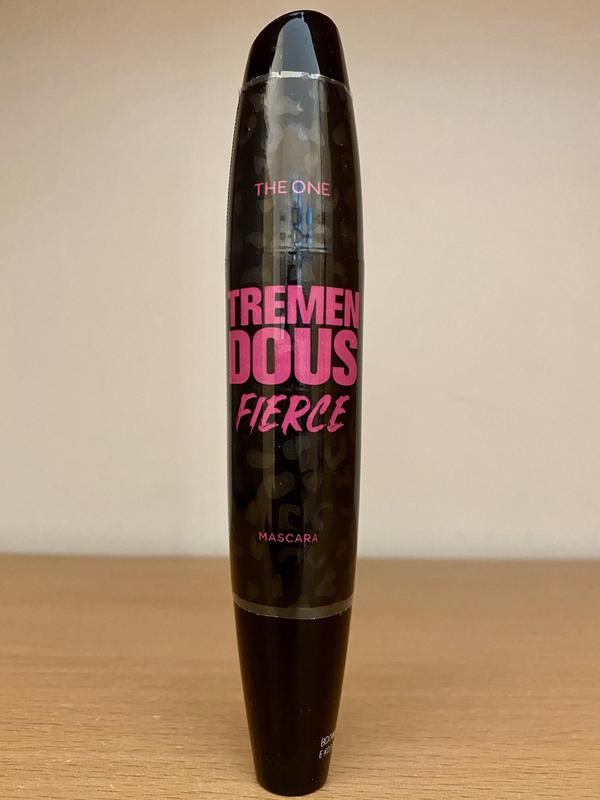 THE ONE
TREMEN
DOUS
FIERCE
MASCARA